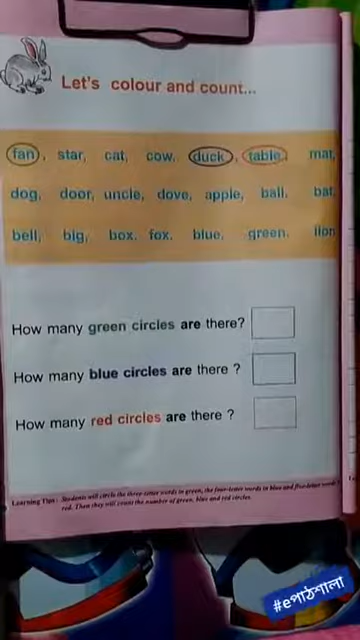 Let's colour and count...
fan, star, cat, cow, duck, table, mat,
dog, door, uncle, dove, apple, ball, bat,
bell, big, box, fox, blue, green, lion
How many green circles are there?
How many blue circles are there ?
How many red circles are there ?
Learning Tips : Students will circle the three-letter words in green, the four-letter words in blue and five-letter words
red. Then they will count the number of green, blue and red circles.
#eপাঠশালা